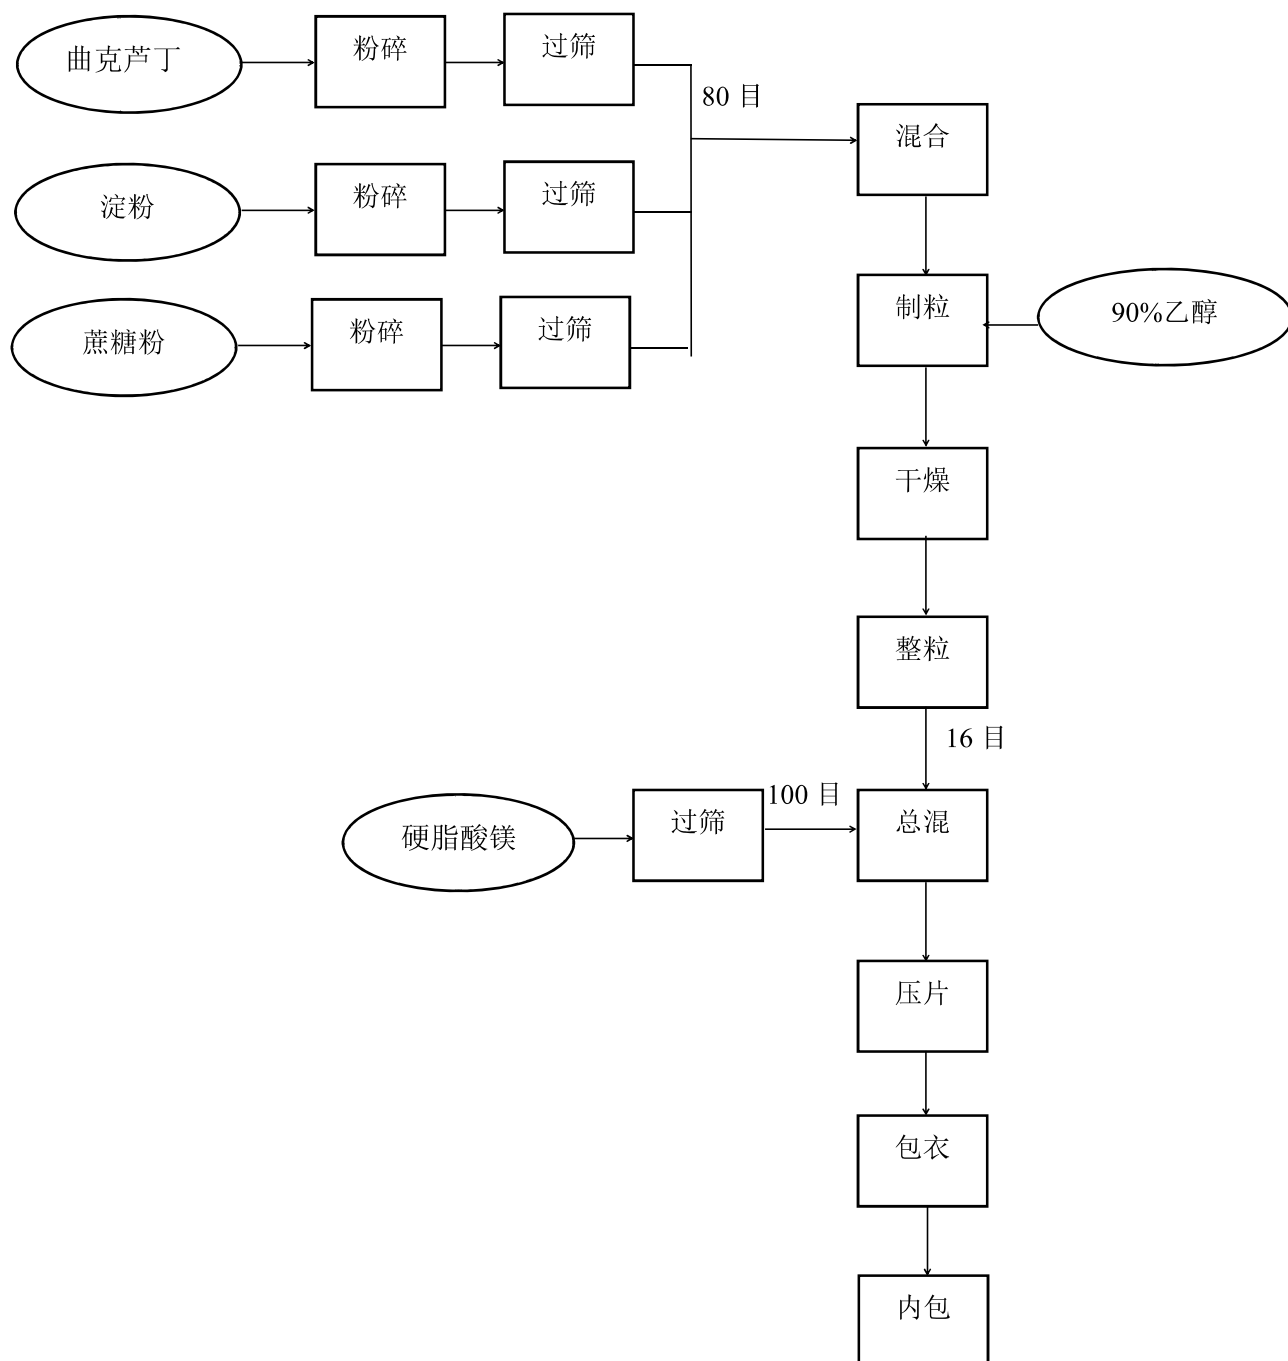 曲克芦丁
粉碎
过筛
80 目
混合
淀粉
粉碎
过筛
蔗糖粉
粉碎
过筛
制粒
90%乙醇
干燥
整粒
16 目
硬脂酸镁
过筛
100 目
总混
压片
包衣
内包